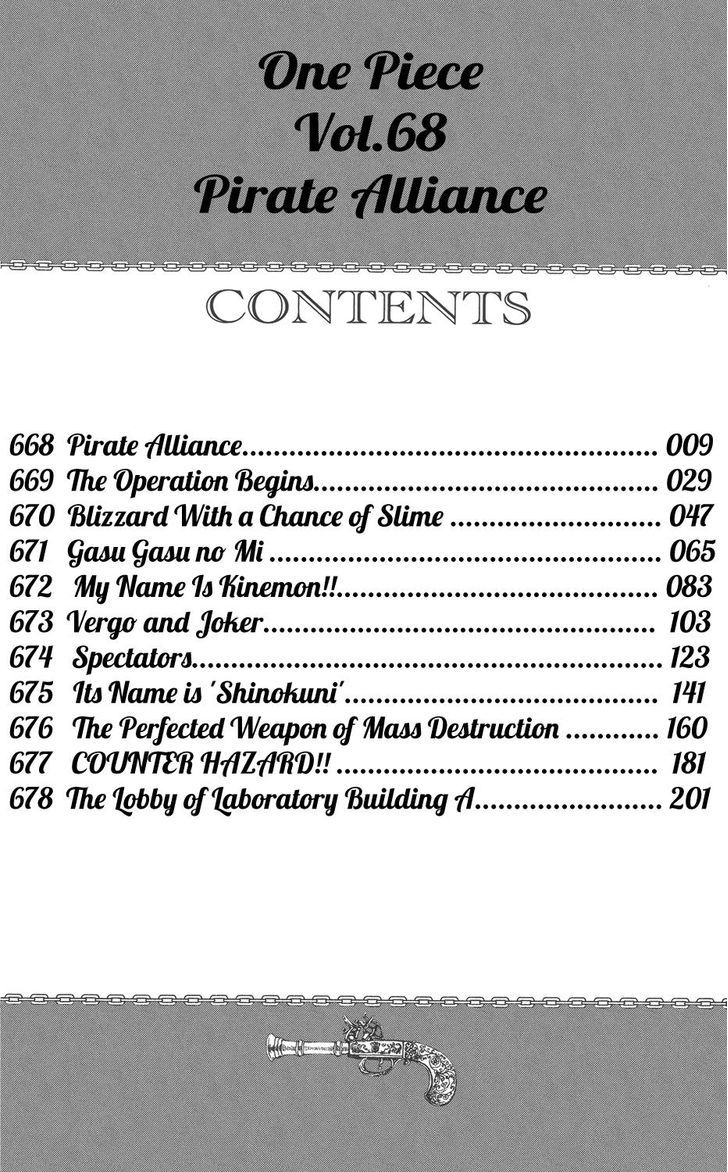 One Piece
Vol.68
Pirate Alliance
CONTENTS
668 Pirate Alliance..................................................... 009
669 The Operation Begins............................................ 029
670 Blizzard With a Chance of Slime ........................... 047
671 Gasu Gasu no Mi .................................................. 065
672 My Name Is Kinemon!!......................................... 083
673 Vergo and Joker.................................................. 103
674 Spectators............................................................ 123
675 Its Name is 'Shinokuni'........................................ 141
676 The Perfected Weapon of Mass Destruction ............ 160
677 COUNTER HAZARD!! ......................................... 181
678 The Lobby of Laboratory Building A........................ 201